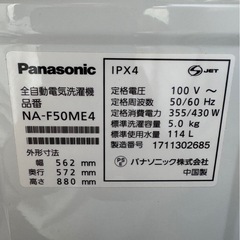 Panasonic
全自動電気洗濯機
品番
NA-F50ME4
外形寸法
幅 562 mm
奥行 572 mm
高さ 880 mm
IPX4
JET
定格電圧 100 V～
定格周波数 50/60 Hz
定格消費電力 355/430 W
標準洗濯容量 5.0 kg
標準使用水量 114 L
製造番号 1711302685
PS E
パナソニック株式会社
中国製